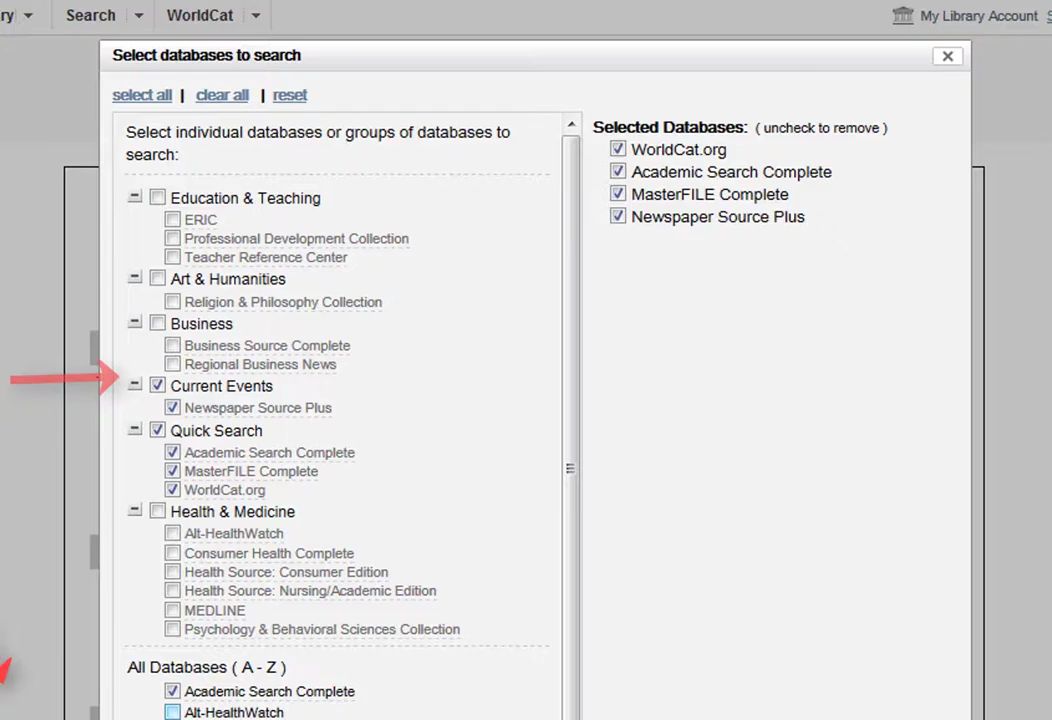 ry
Search
WorldCat
My Library Account
Select databases to search
select all | clear all | reset
Select individual databases or groups of databases to
search:
Education & Teaching
ERIC
Professional Development Collection
Teacher Reference Center
Art & Humanities
Religion & Philosophy Collection
Business
Business Source Complete
Regional Business News
Current Events
Newspaper Source Plus
Quick Search
Academic Search Complete
MasterFILE Complete
WorldCat.org
Health & Medicine
Alt-HealthWatch
Consumer Health Complete
Health Source: Consumer Edition
Health Source: Nursing/Academic Edition
MEDLINE
Psychology & Behavioral Sciences Collection
All Databases ( A - Z )
Academic Search Complete
Alt-HealthWatch
Selected Databases: ( uncheck to remove )
WorldCat.org
Academic Search Complete
MasterFILE Complete
Newspaper Source Plus